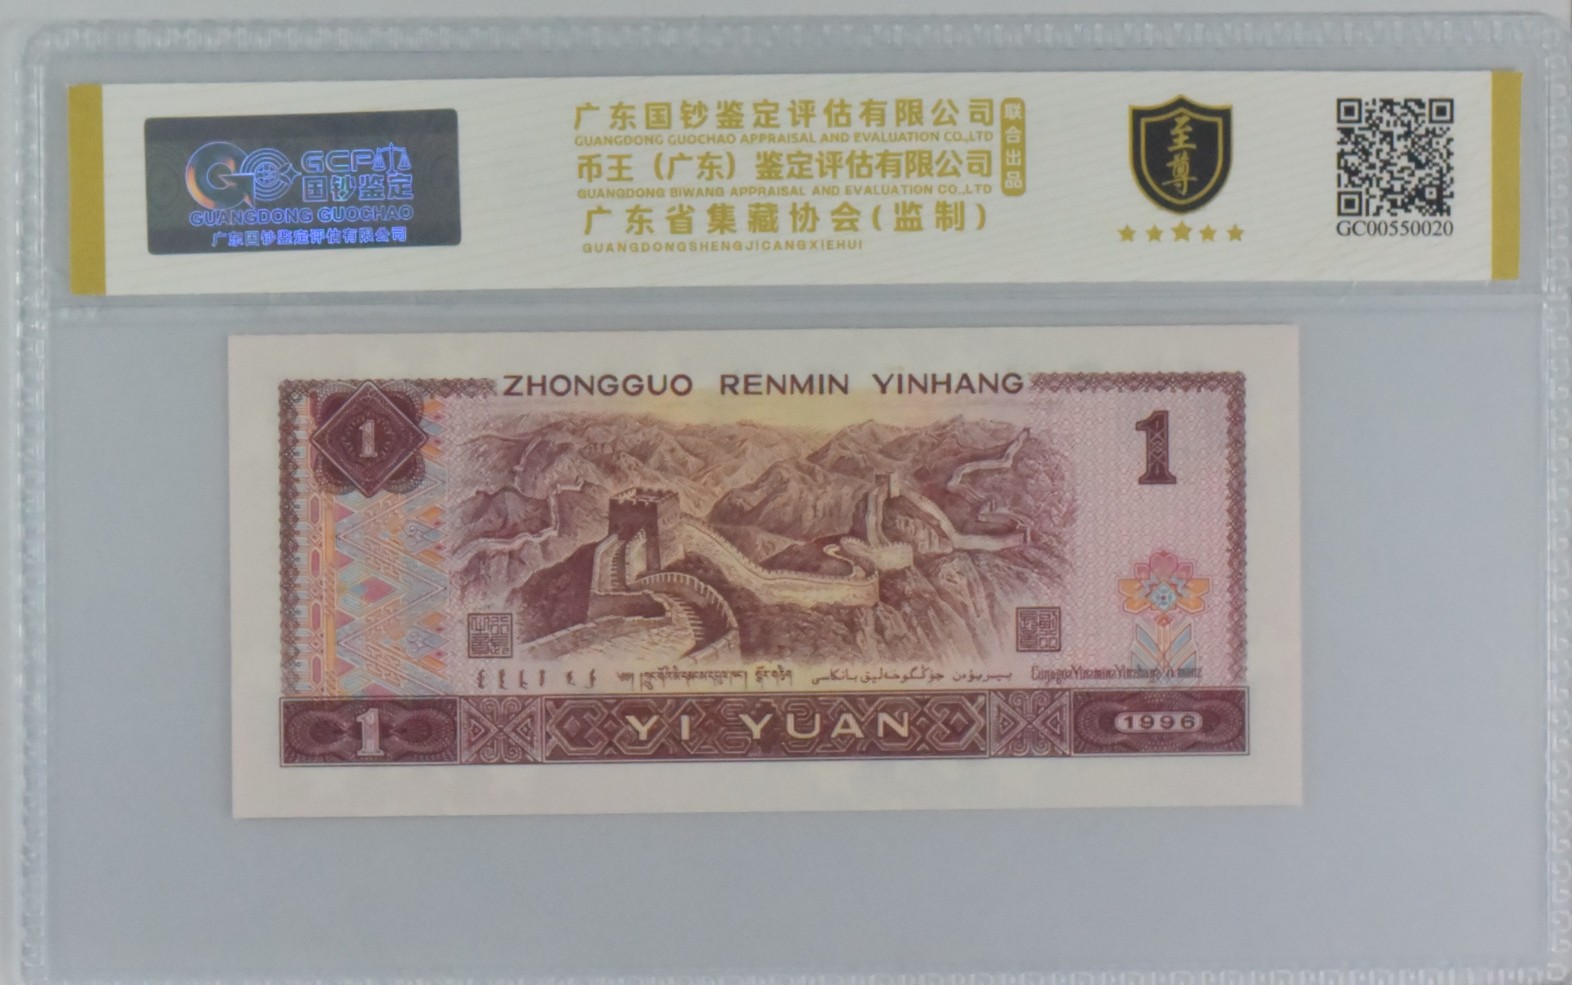 GCP
国钞鉴定
GUANGDONG GUOCHAO
广东国钞鉴定评估有限公司
广东国钞鉴定评估有限公司
GUANGDONG GUOCHAO APPRAISAL AND EVALUATION CO.,LTD
币王（广东）鉴定评估有限公司
GUANGDONG BIWANG APPRAISAL AND EVALUATION CO.,LTD
广东省集藏协会(监制)
GUANGDONGSHENGJICANGXIEHUI
联合出品
至尊
GC00550020
ZHONGGUO RENMIN YINHANG
1
1
1
YI YUAN
1996